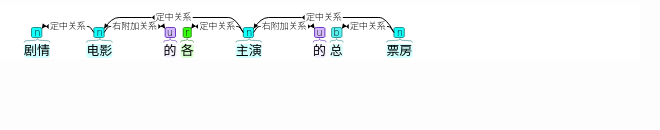 定中关系 定中关系
定中关系 右附加关系 定中关系 右附加关系 定中关系
n n u r n u b n
剧情 电影 的 各 主演 的 总 票房